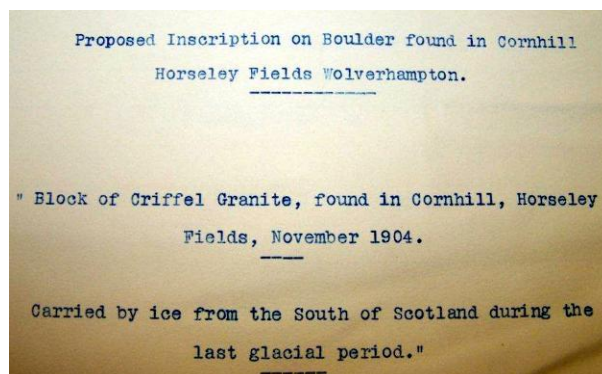 Proposed Inscription on Boulder found in Cornhill
Horseley Fields Wolverhampton.
" Block of Criffel Granite, found in Cornhill, Horseley
Fields, November 1904.
Carried by ice from the South of Scotland during the
last glacial period."